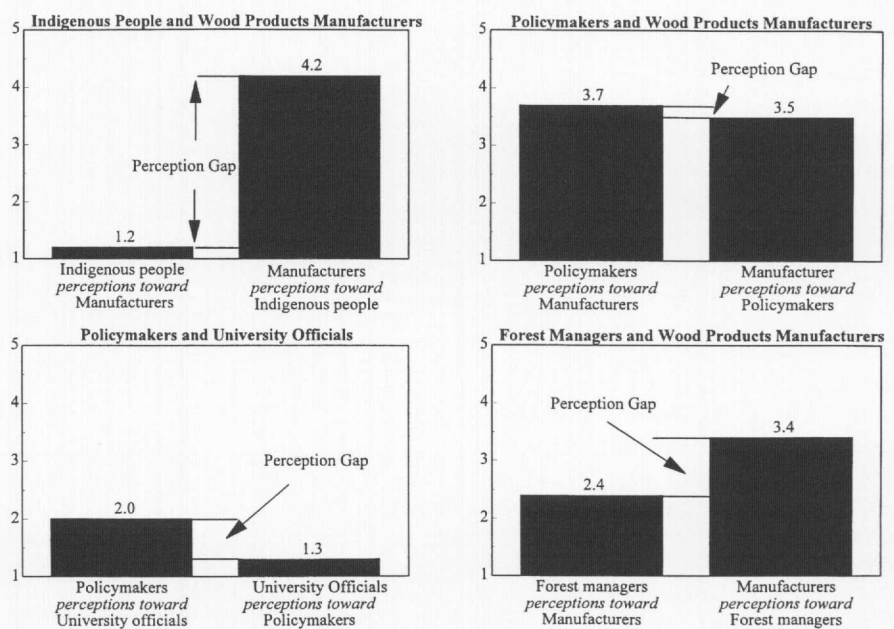 Indigenous People and Wood Products Manufacturers
5
4
3
2
1
4.2
Perception Gap
1.2
Indigenous people
perceptions toward
Manufacturers
Manufacturers
perceptions toward
Indigenous people
Policymakers and Wood Products Manufacturers
5
4
3
2
1
Perception Gap
3.7
3.5
Policymakers
perceptions toward
Manufacturers
Manufacturer
perceptions toward
Policymakers
Policymakers and University Officials
5
4
3
2
1
Perception Gap
2.0
1.3
Policymakers
perceptions toward
University officials
University Officials
perceptions toward
Policymakers
Forest Managers and Wood Products Manufacturers
5
4
3
2
1
Perception Gap
3.4
2.4
Forest managers
perceptions toward
Manufacturers
Manufacturers
perceptions toward
Forest managers